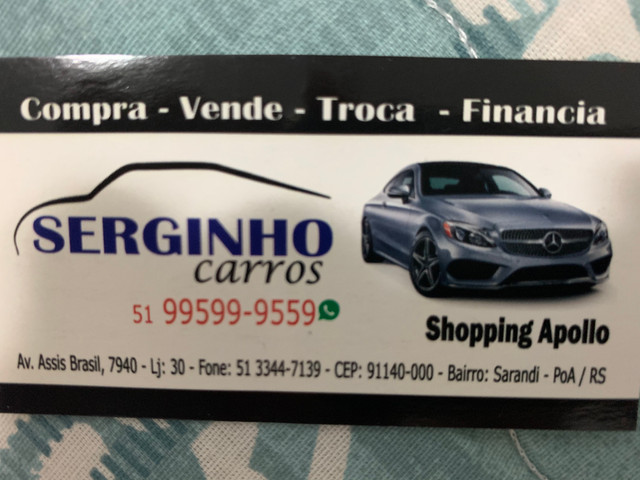 Compra - Vende - Troca - Financia
SERGINHO
carros
51 99599-9559
Shopping Apollo
Av. Assis Brasil, 7940 - Lj: 30 - Fone: 51 3344-7139 - CEP: 91140-000 - Bairro: Sarandi - PoA / RS